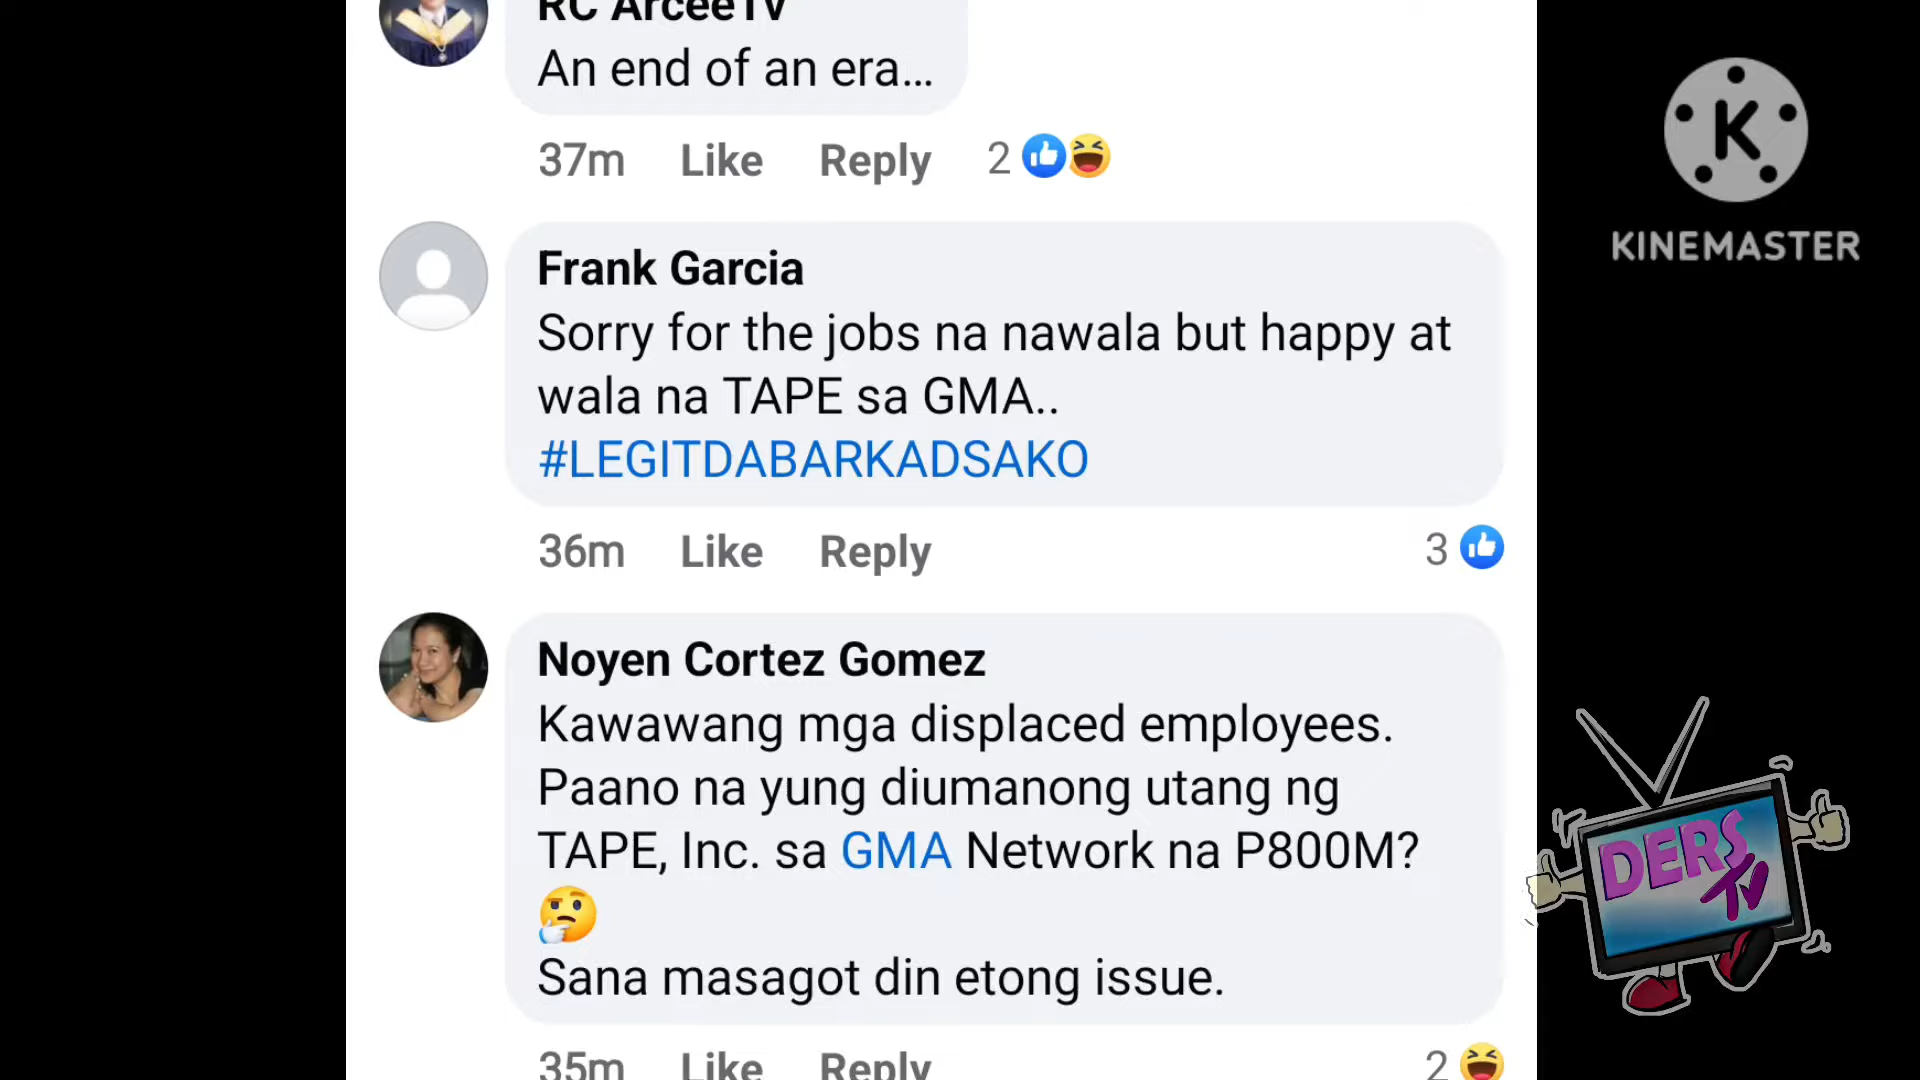 RC ArceeTV
An end of an era...
37m Like Reply 2
Frank Garcia
Sorry for the jobs na nawala but happy at
wala na TAPE sa GMA..
#LEGITDABARKADSAKO
36m Like Reply 3
Noyen Cortez Gomez
Kawawang mga displaced employees.
Paano na yung diumanong utang ng
TAPE, Inc. sa GMA Network na P800M?
Sana masagot din etong issue.
35m Like Reply 2
K
KINEMASTER
DERS
TV